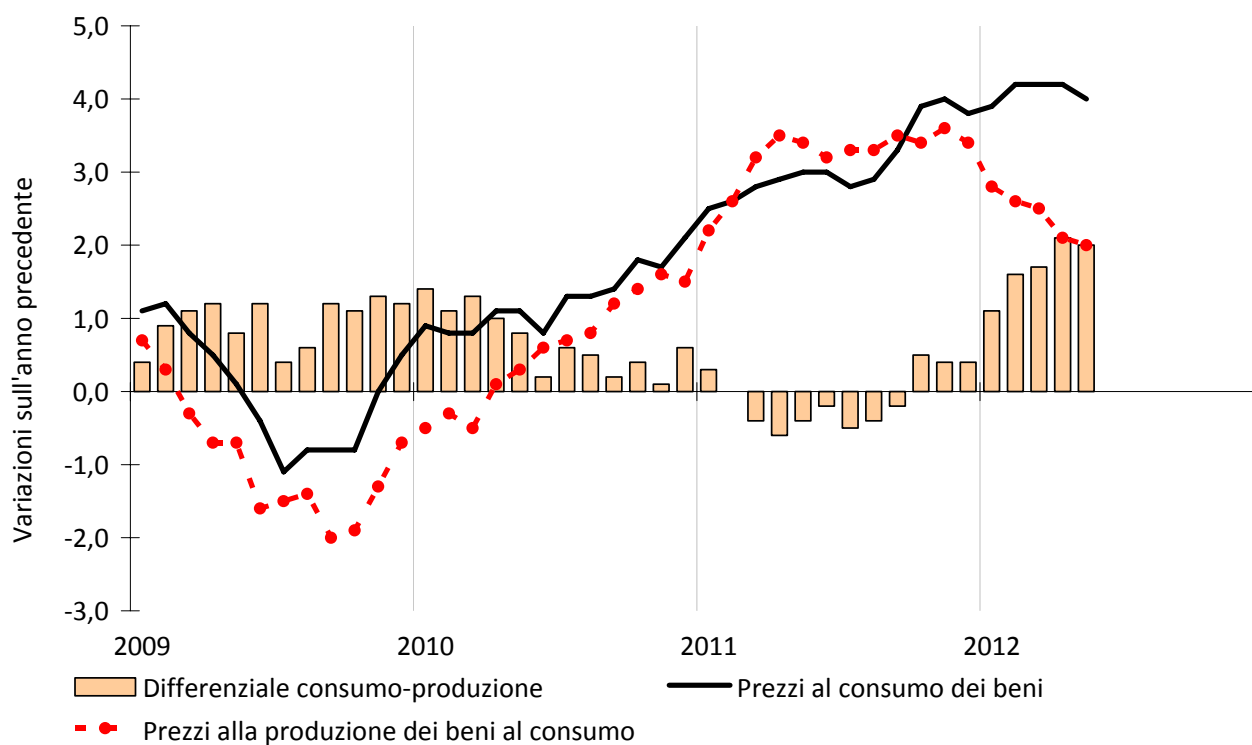 5,0
4,0
3,0
2,0
1,0
0,0
-1,0
-2,0
-3,0
Variazioni sull'anno precedente
2009 2010 2011 2012
Differenziale consumo-produzione Prezzi al consumo dei beni
Prezzi alla produzione dei beni al consumo